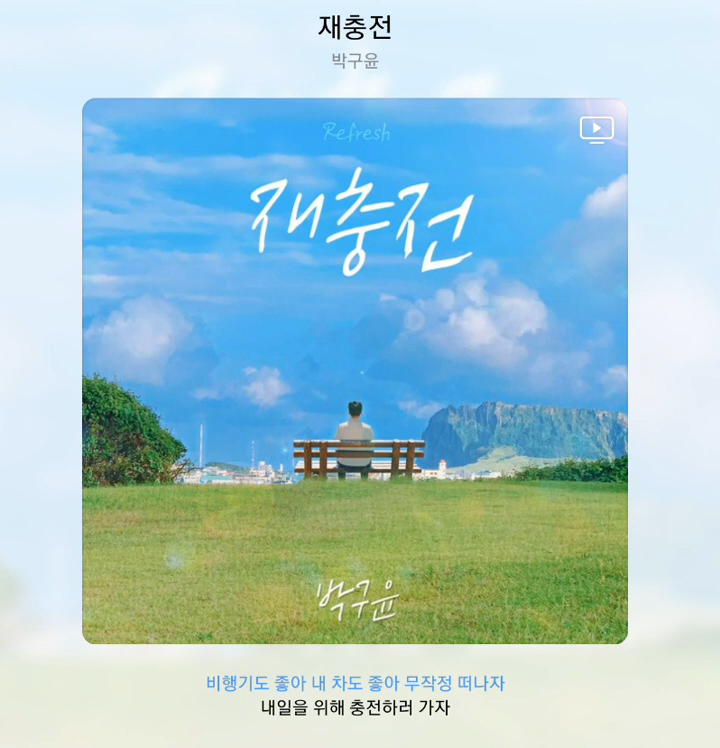 재충전
박구윤
Refresh
재충전
박구윤
비행기도 좋아 내 차도 좋아 무작정 떠나자
내일을 위해 충전하러 가자